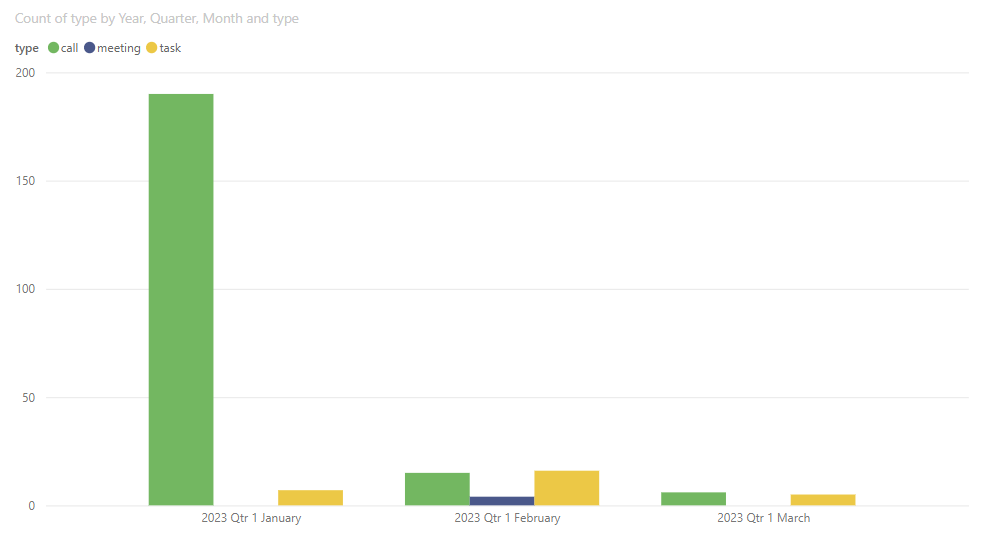 Count of type by Year, Quarter, Month and type
type call meeting task
200
150
100
50
0
2023 Qtr 1 January 2023 Qtr 1 February 2023 Qtr 1 March